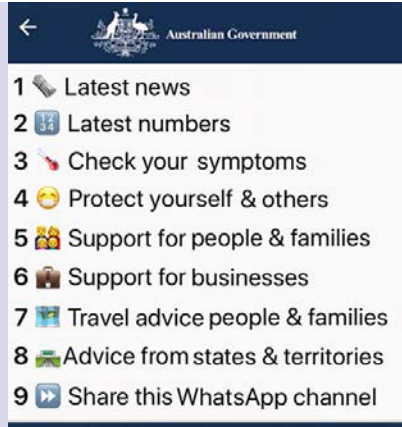 Australian Government
1 🗞️ Latest news
2 🔢 Latest numbers
3 🌡️ Check your symptoms
4 😷 Protect yourself & others
5 👨‍👩‍👧‍👦 Support for people & families
6 💼 Support for businesses
7 🗺️ Travel advice people & families
8 🛤️Advice from states & territories
9 ⏩ Share this WhatsApp channel